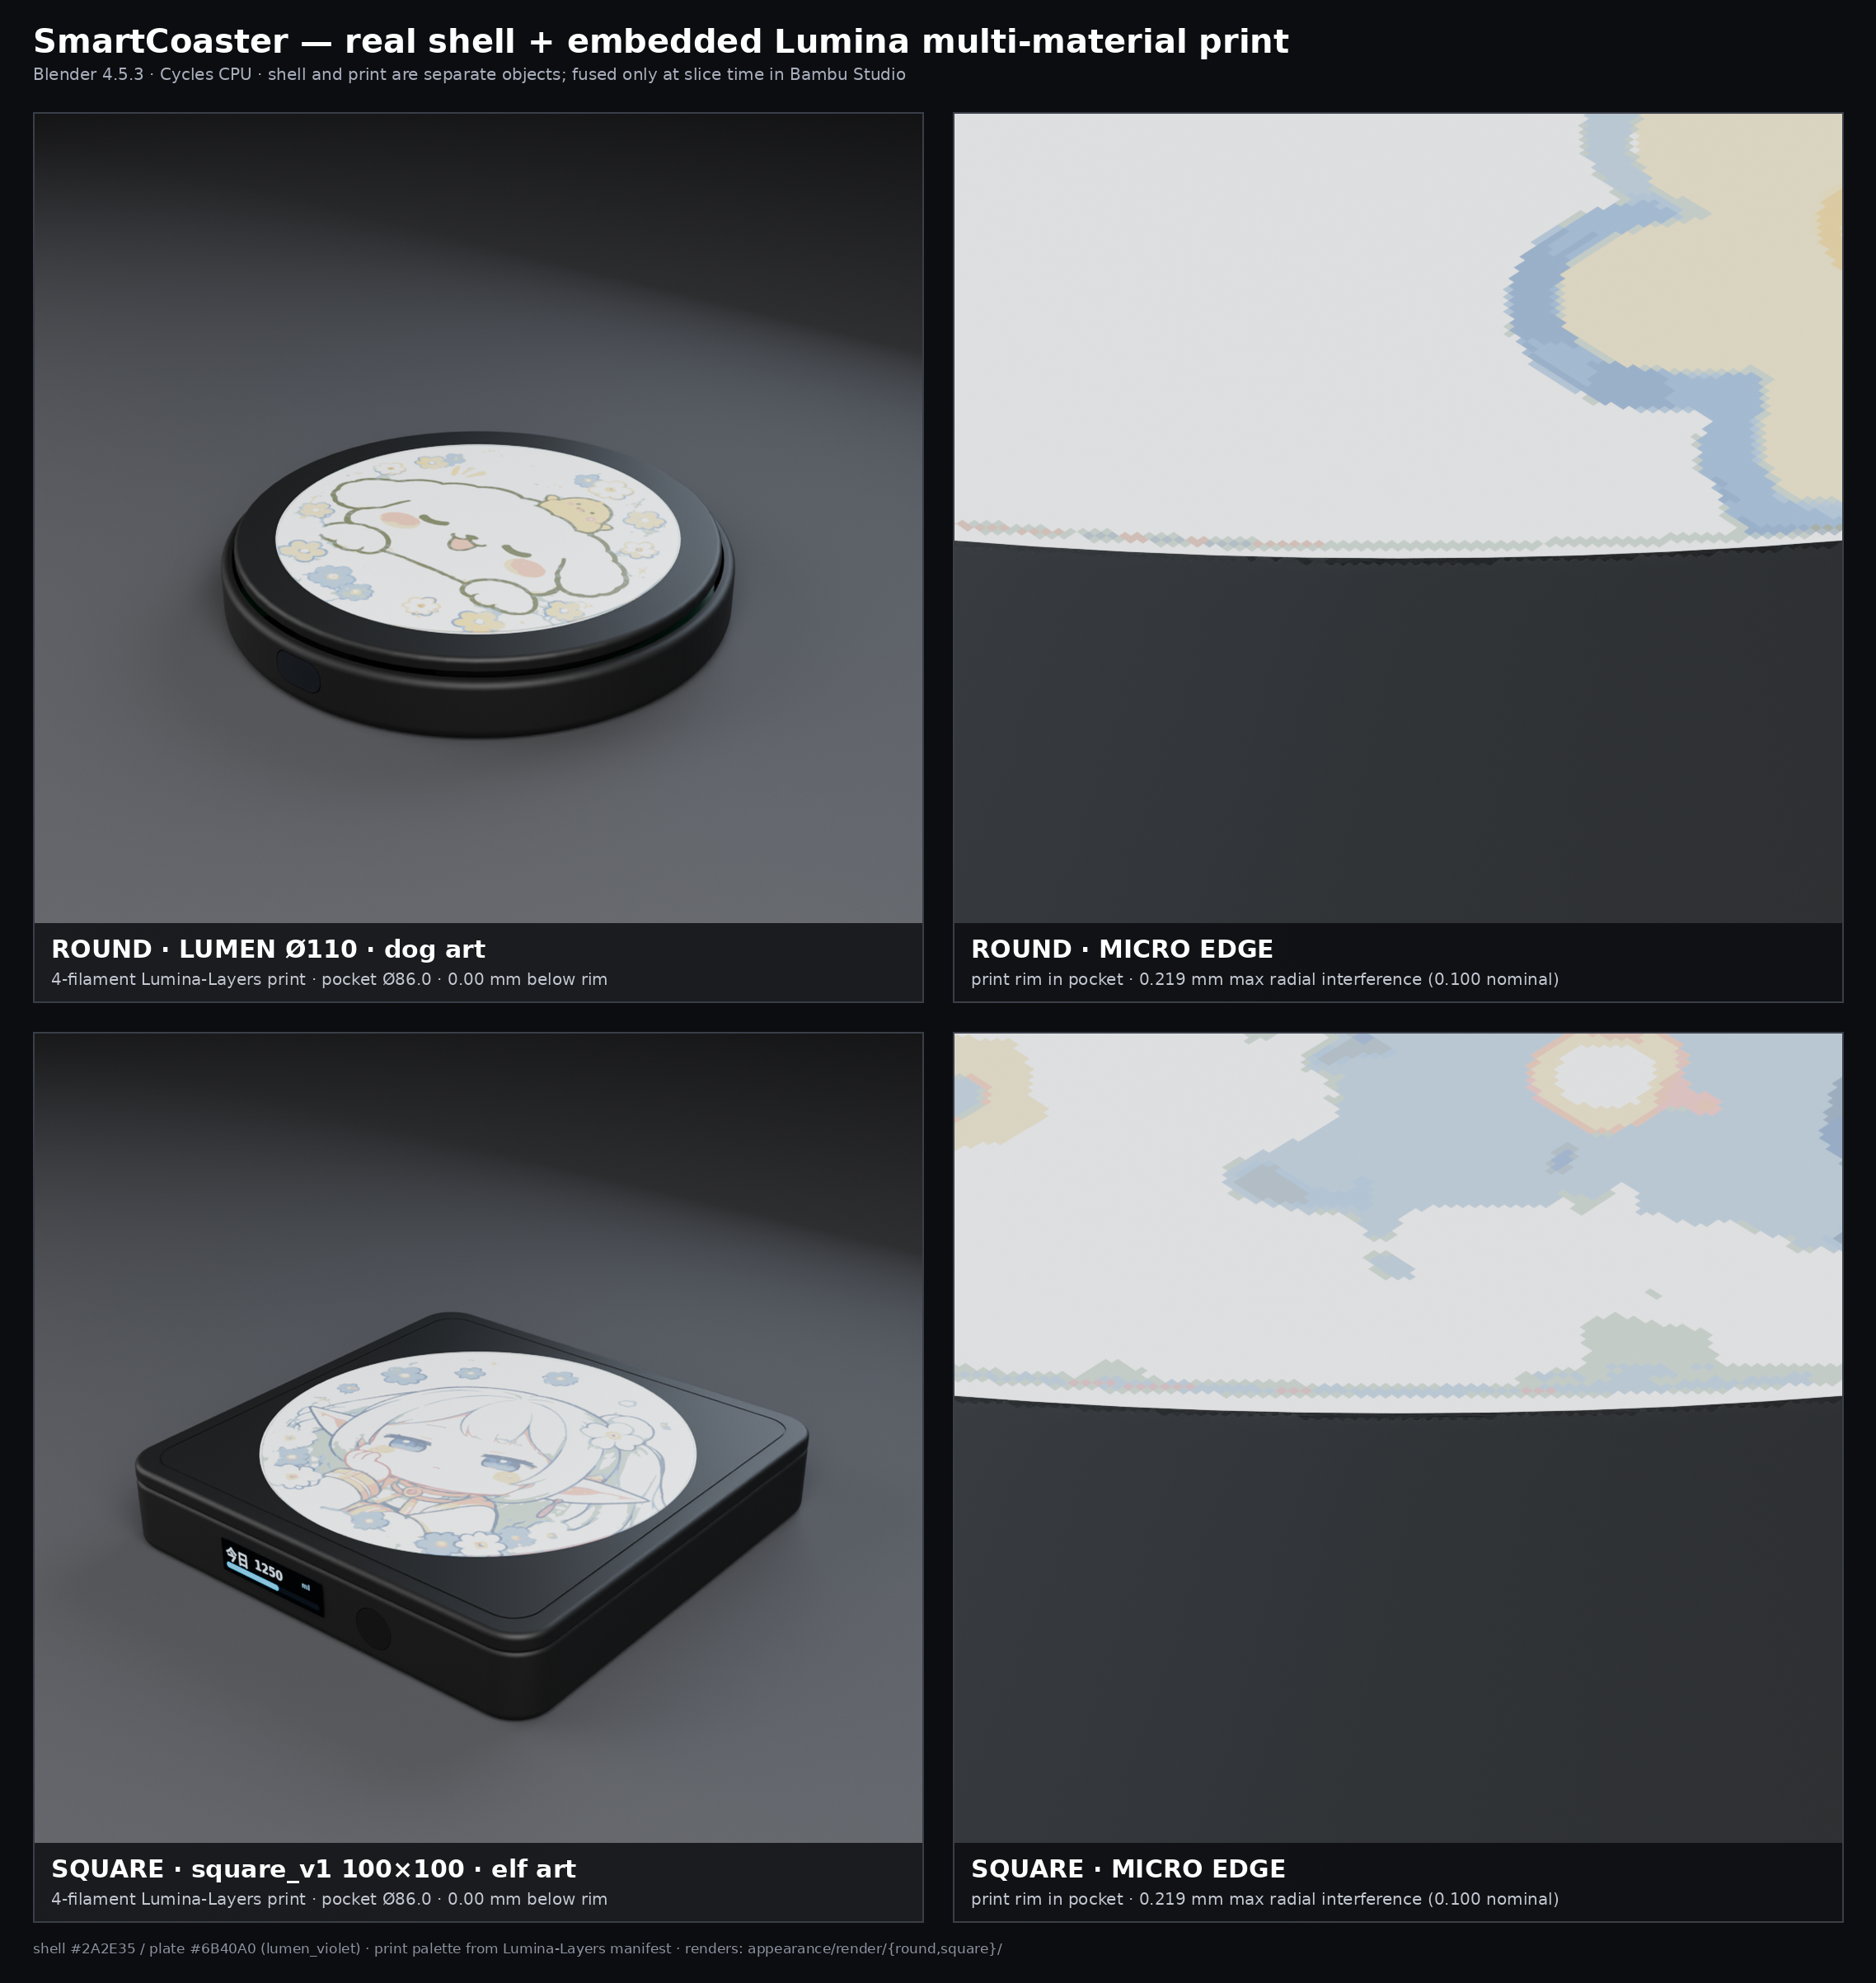 SmartCoaster — real shell + embedded Lumina multi-material print
Blender 4.5.3 · Cycles CPU · shell and print are separate objects; fused only at slice time in Bambu Studio
今日 1250 ml
ROUND · LUMEN Ø110 · dog art
4-filament Lumina-Layers print · pocket Ø86.0 · 0.00 mm below rim
ROUND · MICRO EDGE
print rim in pocket · 0.219 mm max radial interference (0.100 nominal)
SQUARE · square_v1 100×100 · elf art
4-filament Lumina-Layers print · pocket Ø86.0 · 0.00 mm below rim
SQUARE · MICRO EDGE
print rim in pocket · 0.219 mm max radial interference (0.100 nominal)
shell #2A2E35 / plate #6B40A0 (lumen_violet) · print palette from Lumina-Layers manifest · renders: appearance/render/{round,square}/